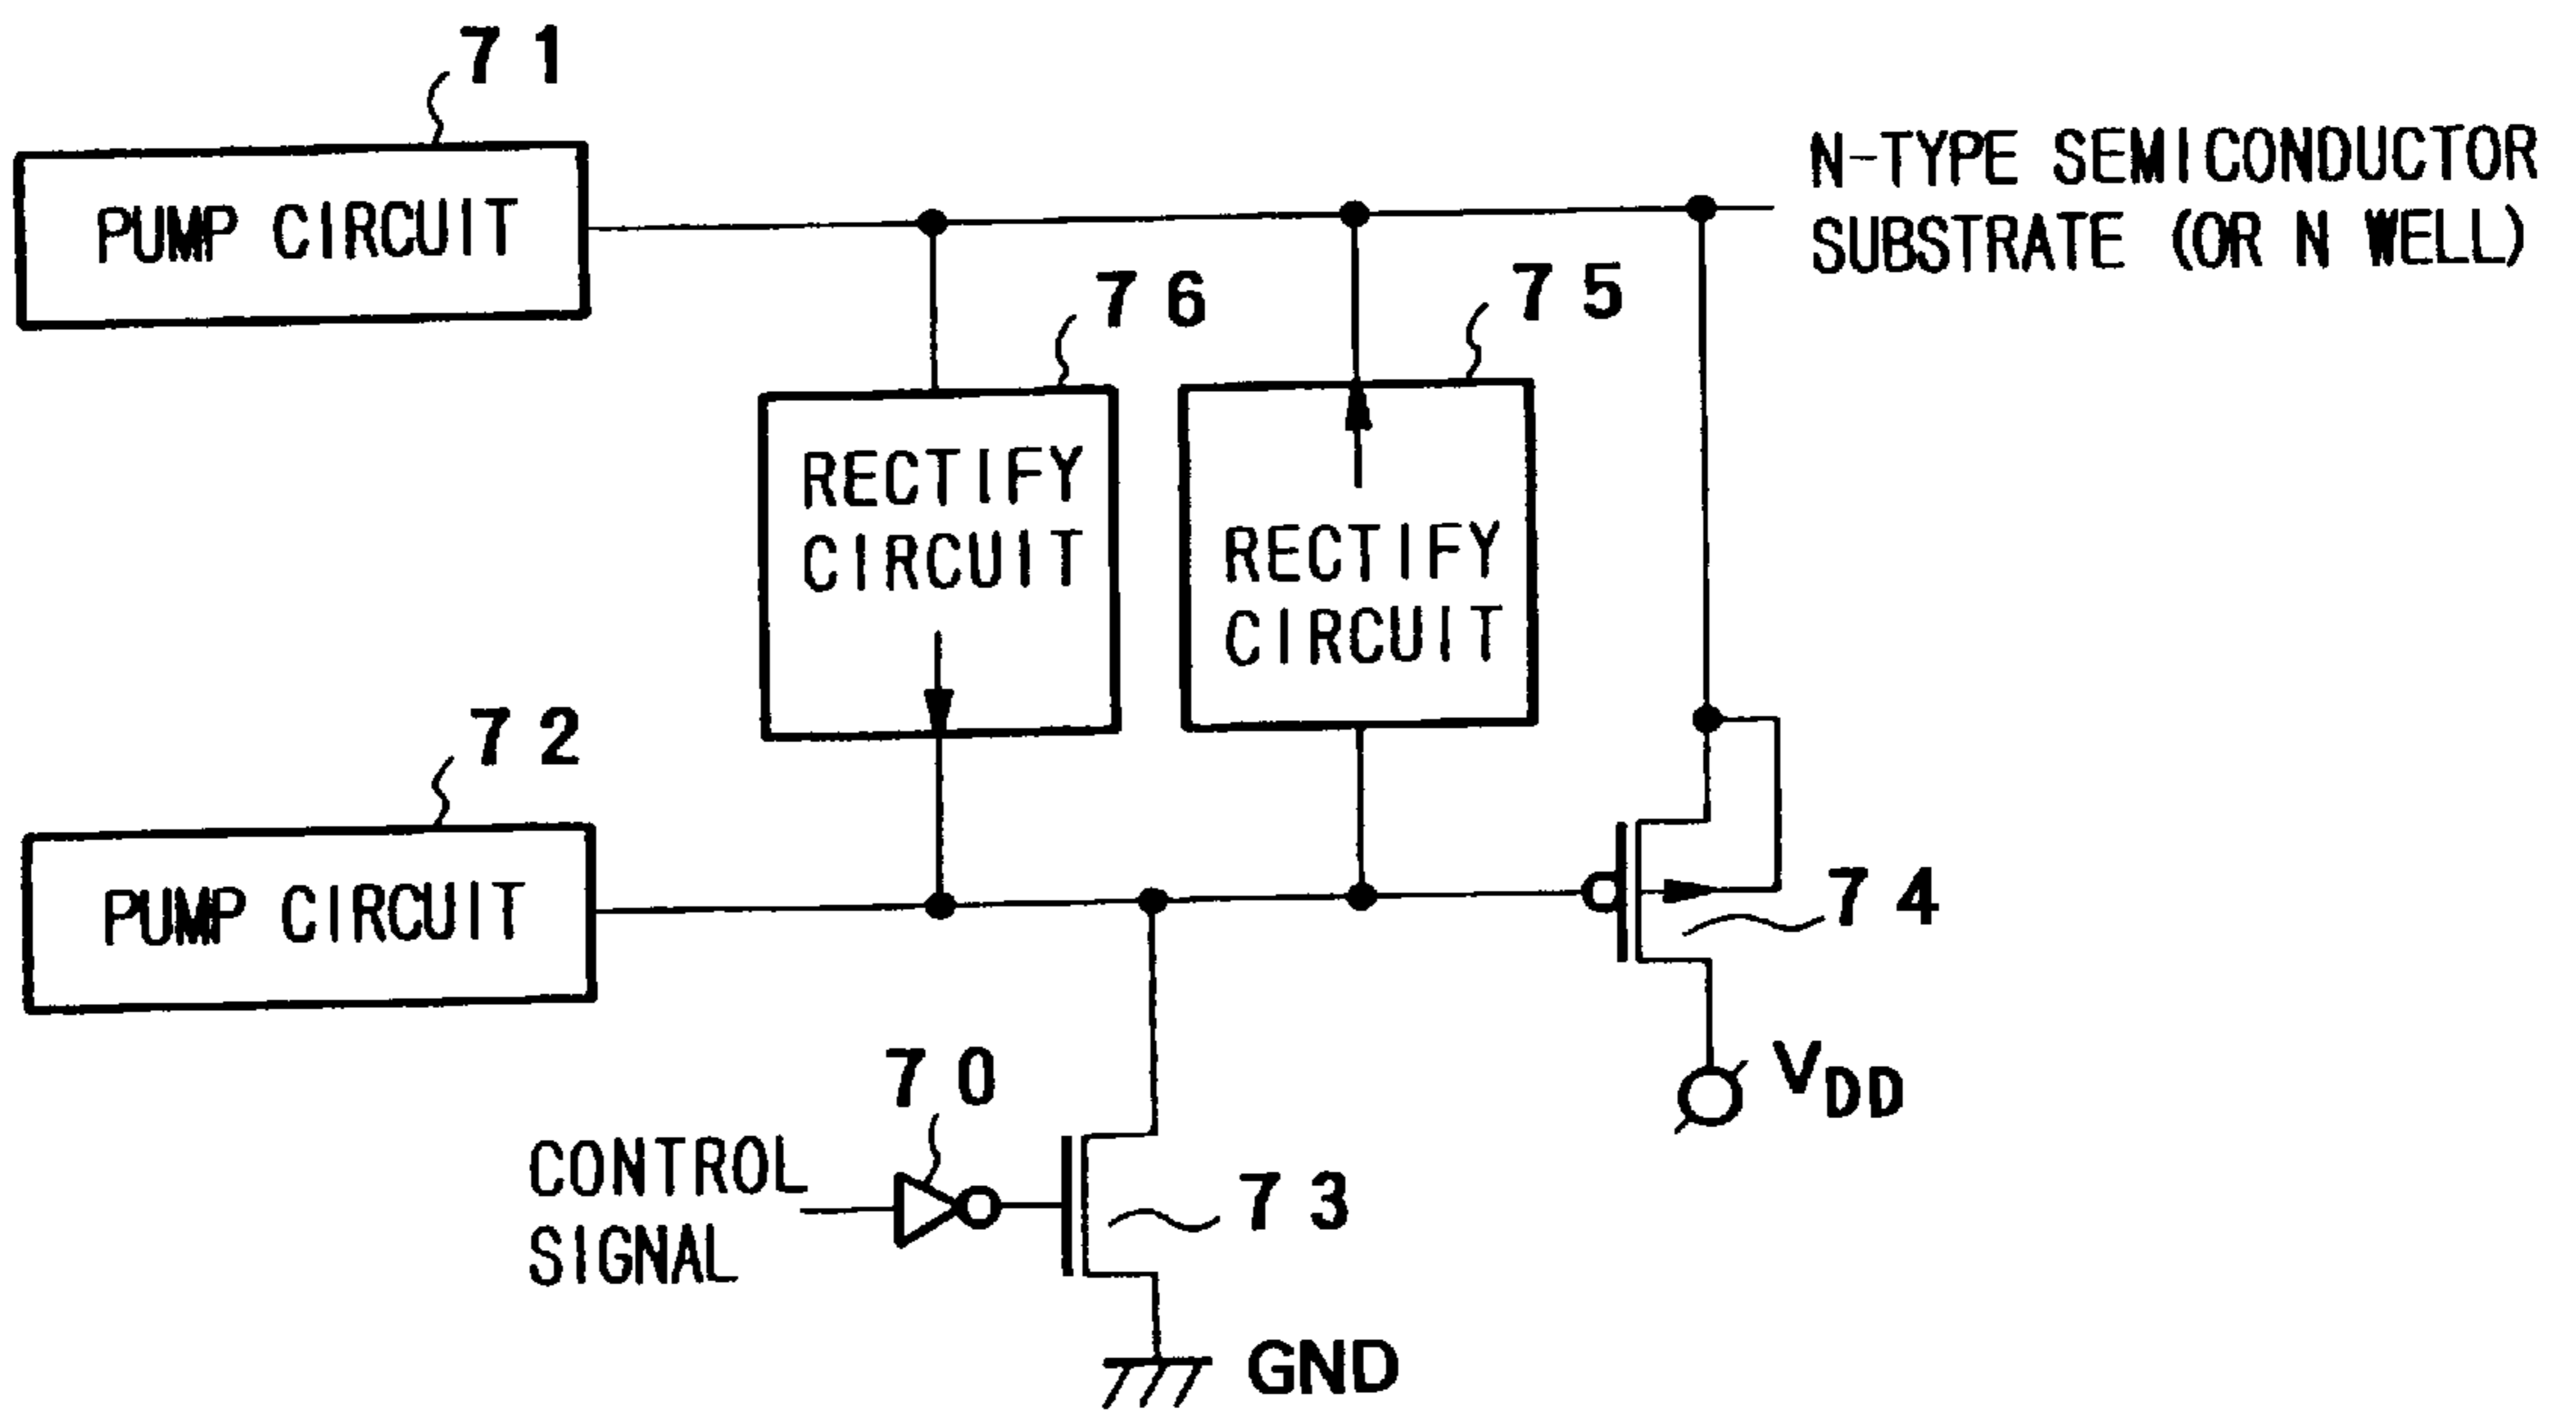 71
PUMP CIRCUIT
N-TYPE SEMICONDUCTOR
SUBSTRATE (OR N WELL)
76
75
RECTIFY
CIRCUIT
RECTIFY
CIRCUIT
72
PUMP CIRCUIT
74
VDD
70
CONTROL
SIGNAL
73
GND